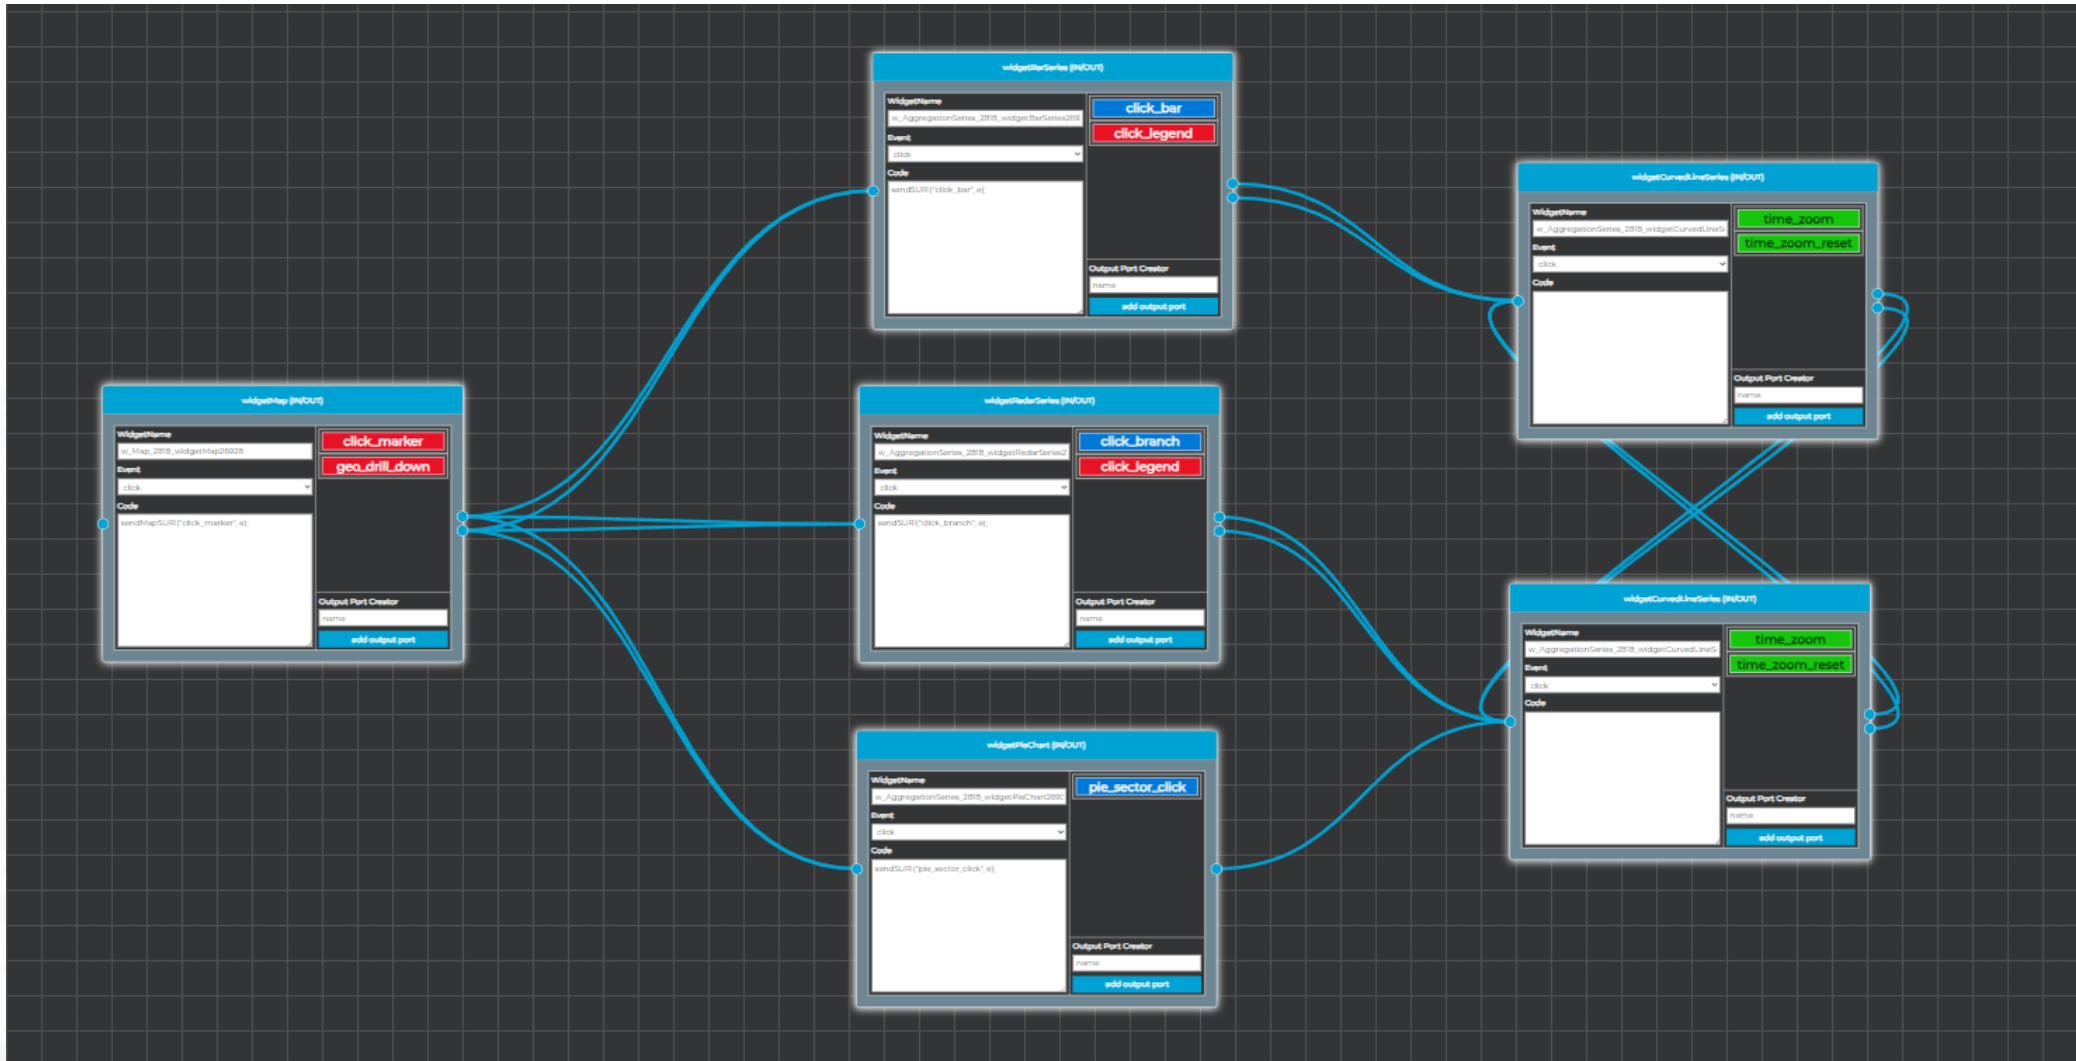 widgetBarSeries (IN/OUT)
WidgetName
w_AggregationSeries_2818_widgetBarSeries269
Event
click
Code
sendSURI("click_bar", e);
click_bar
click_legend
Output Port Creator
name
add output port
widgetCurvedLineSeries (IN/OUT)
WidgetName
w_AggregationSeries_2818_widgetCurvedLineS
Event
click
Code
time_zoom
time_zoom_reset
Output Port Creator
name
add output port
widgetMap (IN/OUT)
WidgetName
w_Map_2818_widgetMap26928
Event
click
Code
sendMapSURI("click_marker", e);
click_marker
geo_drill_down
Output Port Creator
name
add output port
widgetRadarSeries (IN/OUT)
WidgetName
w_AggregationSeries_2818_widgetRadarSeries2
Event
click
Code
sendSURI("click_branch", e);
click_branch
click_legend
Output Port Creator
name
add output port
widgetCurvedLineSeries (IN/OUT)
WidgetName
w_AggregationSeries_2818_widgetCurvedLineS
Event
click
Code
time_zoom
time_zoom_reset
Output Port Creator
name
add output port
widgetPieChart (IN/OUT)
WidgetName
w_AggregationSeries_2818_widgetPieChart2692
Event
click
Code
sendSURI("pie_sector_click", e);
pie_sector_click
Output Port Creator
name
add output port